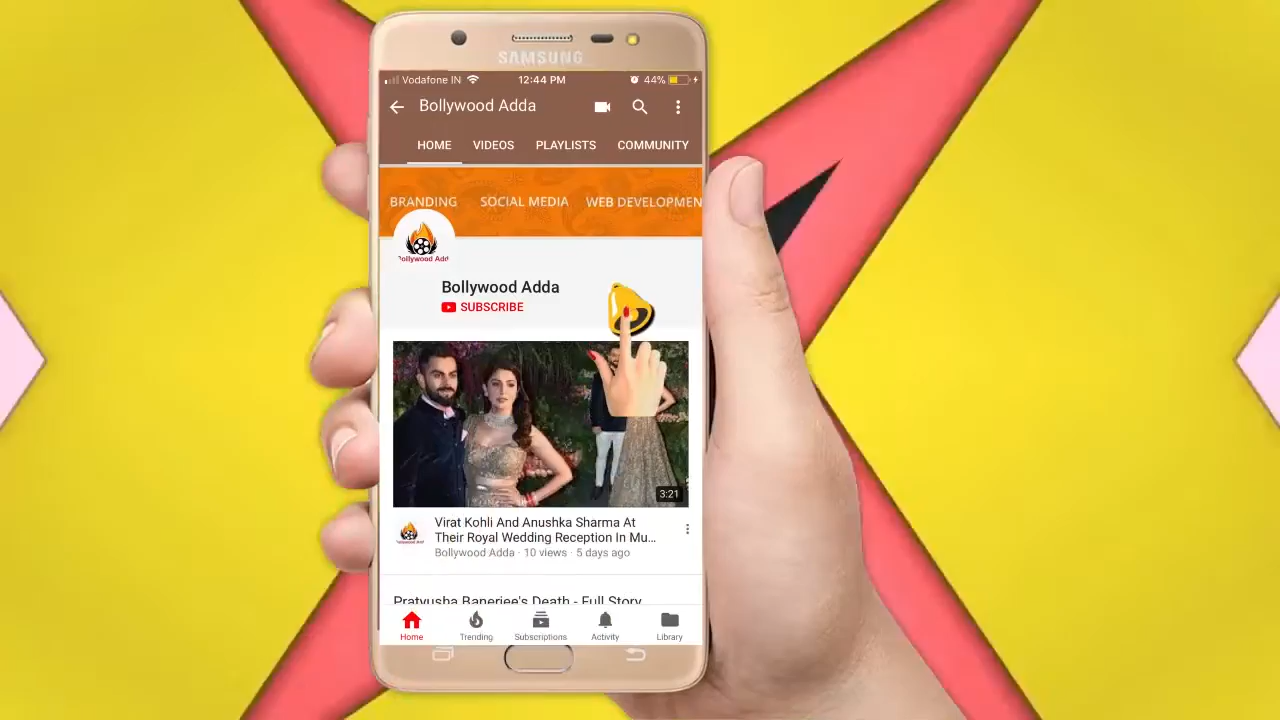 SAMSUNG
Vodafone IN 12:44 PM 44%
Bollywood Adda
HOME VIDEOS PLAYLISTS COMMUNITY
BRANDING SOCIAL MEDIA WEB DEVELOPMEN
Bollywood Adda
SUBSCRIBE
3:21
Virat Kohli And Anushka Sharma At
Their Royal Wedding Reception In Mu...
Bollywood Adda · 10 views · 5 days ago
Pratyusha Banerjee's Death - Full Story
Home Trending Subscriptions Activity Library